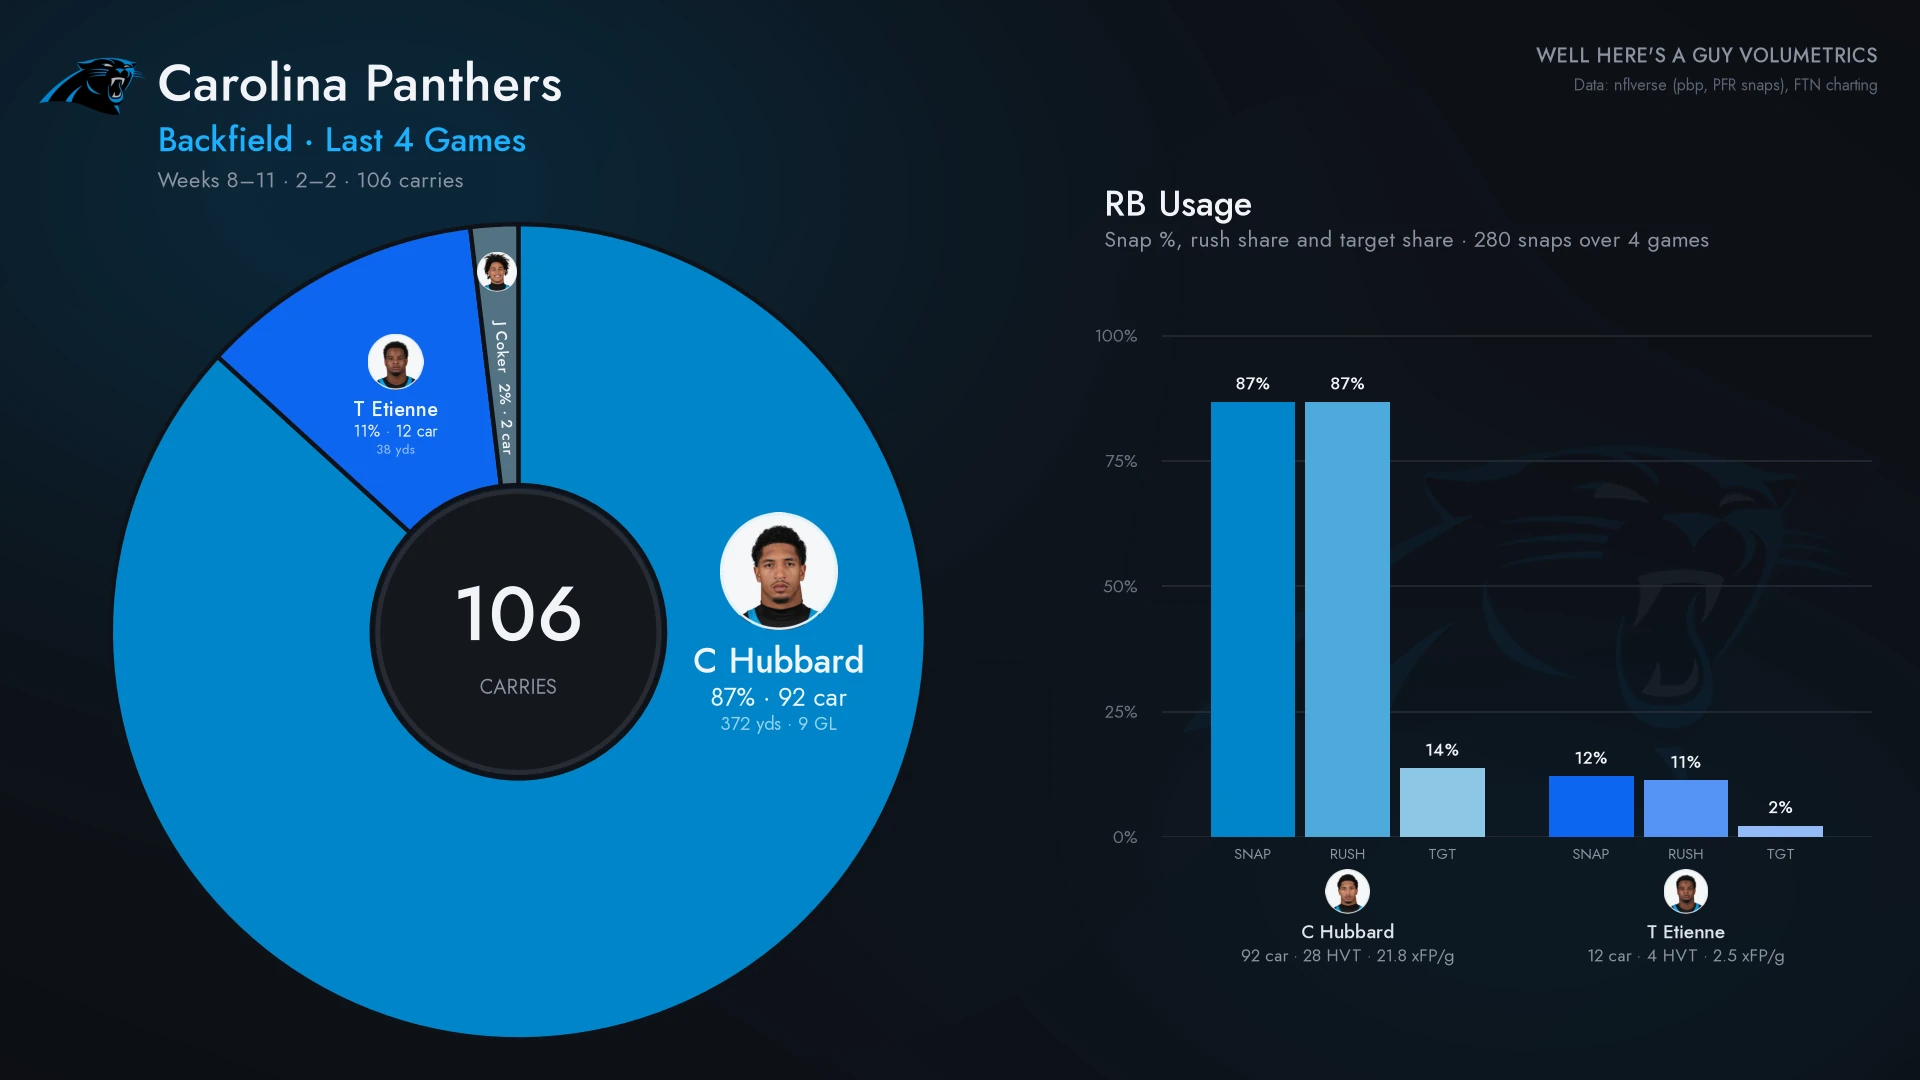 Carolina Panthers
Backfield · Last 4 Games
Weeks 8–11 · 2–2 · 106 carries
WELL HERE'S A GUY VOLUMETRICS
Data: nflverse (pbp, PFR snaps), FTN charting
J Coker 2% · 2 car
T Etienne
11% · 12 car
38 yds
106
CARRIES
C Hubbard
87% · 92 car
372 yds · 9 GL
RB Usage
Snap %, rush share and target share · 280 snaps over 4 games
100%
75%
50%
25%
0%
87% 87% 14% 12% 11% 2%
SNAP RUSH TGT SNAP RUSH TGT
C Hubbard T Etienne
92 car · 28 HVT · 21.8 xFP/g 12 car · 4 HVT · 2.5 xFP/g